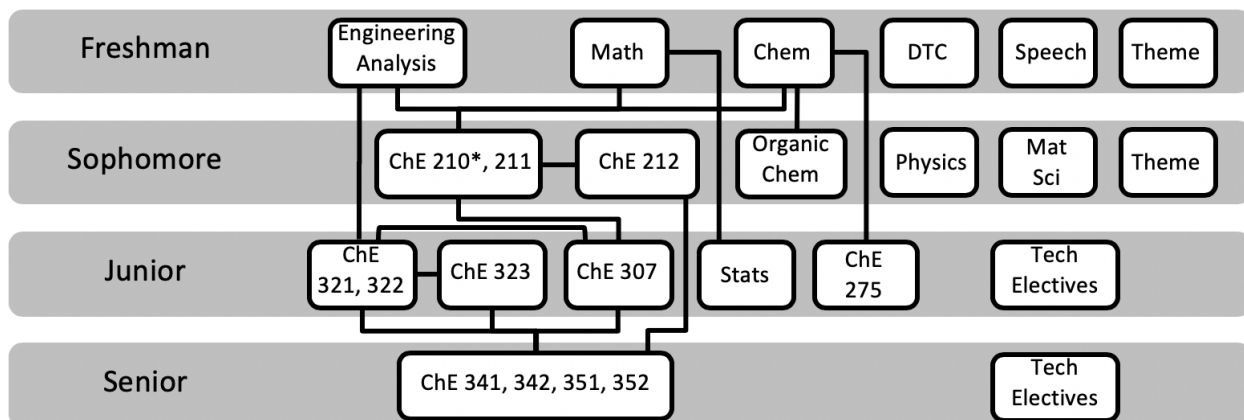 Freshman
Engineering
Analysis
Math
Chem
DTC
Speech
Theme
Sophomore
ChE 210*, 211
ChE 212
Organic
Chem
Physics
Mat
Sci
Theme
Junior
ChE
321, 322
ChE 323
ChE 307
Stats
ChE
275
Tech
Electives
Senior
ChE 341, 342, 351, 352
Tech
Electives